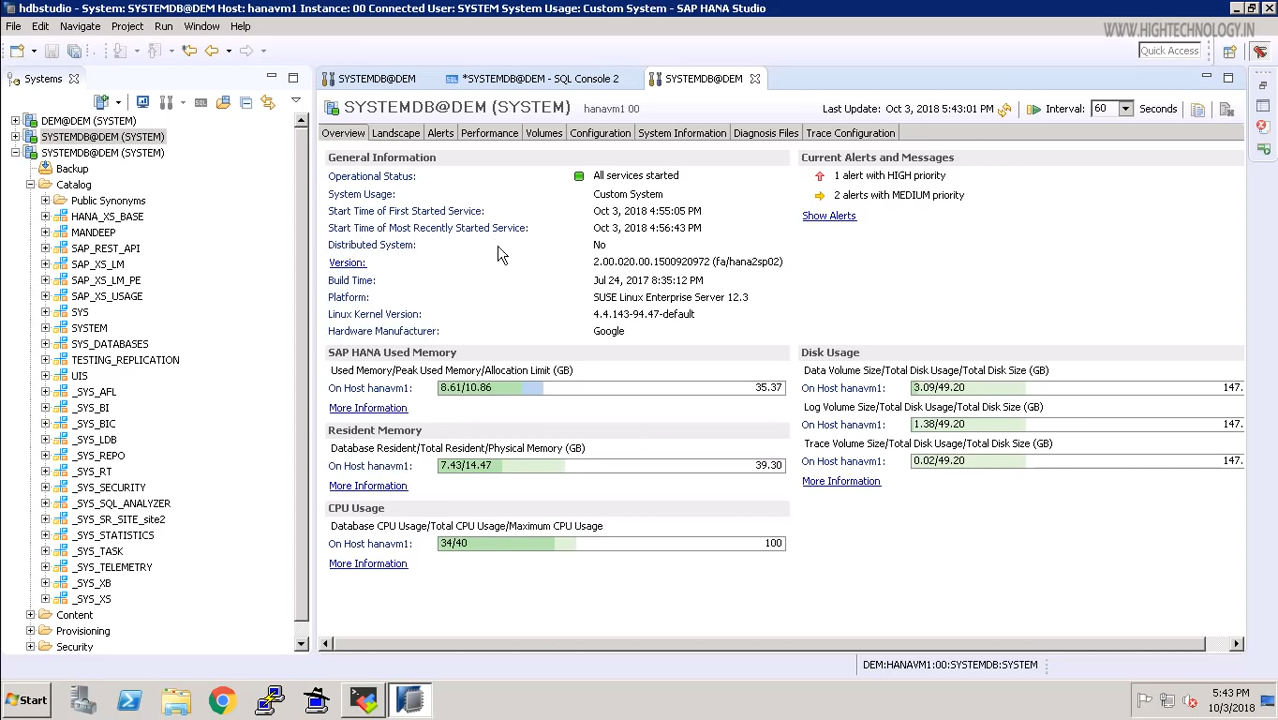 hdbstudio - System: SYSTEMDB@DEM Host: hanavm1 Instance: 00 Connected User: SYSTEM System Usage: Custom System - SAP HANA Studio
File Edit Navigate Project Run Window Help
WWW.HIGHTECHNOLOGY.IN
Quick Access
Systems
SYSTEMDB@DEM
*SYSTEMDB@DEM - SQL Console 2
SYSTEMDB@DEM
SYSTEMDB@DEM (SYSTEM) hanavm1 00
Last Update: Oct 3, 2018 5:43:01 PM
Interval: 60 Seconds
Overview Landscape Alerts Performance Volumes Configuration System Information Diagnosis Files Trace Configuration
DEM@DEM (SYSTEM)
SYSTEMDB@DEM (SYSTEM)
SYSTEMDB@DEM (SYSTEM)
Backup
Catalog
Public Synonyms
HANA_XS_BASE
MANDEEP
SAP_REST_API
SAP_XS_LM
SAP_XS_LM_PE
SAP_XS_USAGE
SYS
SYSTEM
SYS_DATABASES
TESTING_REPLICATION
UIS
_SYS_AFL
_SYS_BI
_SYS_BIC
_SYS_LDB
_SYS_REPO
_SYS_RT
_SYS_SECURITY
_SYS_SQL_ANALYZER
_SYS_SR_SITE_site2
_SYS_STATISTICS
_SYS_TASK
_SYS_TELEMETRY
_SYS_XB
_SYS_XS
Content
Provisioning
Security
General Information
Operational Status: All services started
System Usage: Custom System
Start Time of First Started Service: Oct 3, 2018 4:55:05 PM
Start Time of Most Recently Started Service: Oct 3, 2018 4:56:43 PM
Distributed System: No
Version: 2.00.020.00.1500920972 (fa/hana2sp02)
Build Time: Jul 24, 2017 8:35:12 PM
Platform: SUSE Linux Enterprise Server 12.3
Linux Kernel Version: 4.4.143-94.47-default
Hardware Manufacturer: Google
Current Alerts and Messages
1 alert with HIGH priority
2 alerts with MEDIUM priority
Show Alerts
SAP HANA Used Memory
Used Memory/Peak Used Memory/Allocation Limit (GB)
On Host hanavm1: 8.61/10.86 35.37
More Information
Resident Memory
Database Resident/Total Resident/Physical Memory (GB)
On Host hanavm1: 7.43/14.47 39.30
More Information
CPU Usage
Database CPU Usage/Total CPU Usage/Maximum CPU Usage
On Host hanavm1: 34/40 100
More Information
Disk Usage
Data Volume Size/Total Disk Usage/Total Disk Size (GB)
On Host hanavm1: 3.09/49.20 147.
Log Volume Size/Total Disk Usage/Total Disk Size (GB)
On Host hanavm1: 1.38/49.20 147.
Trace Volume Size/Total Disk Usage/Total Disk Size (GB)
On Host hanavm1: 0.02/49.20 147.
More Information
DEM:HANAVM1:00:SYSTEMDB:SYSTEM
Start
5:43 PM
10/3/2018